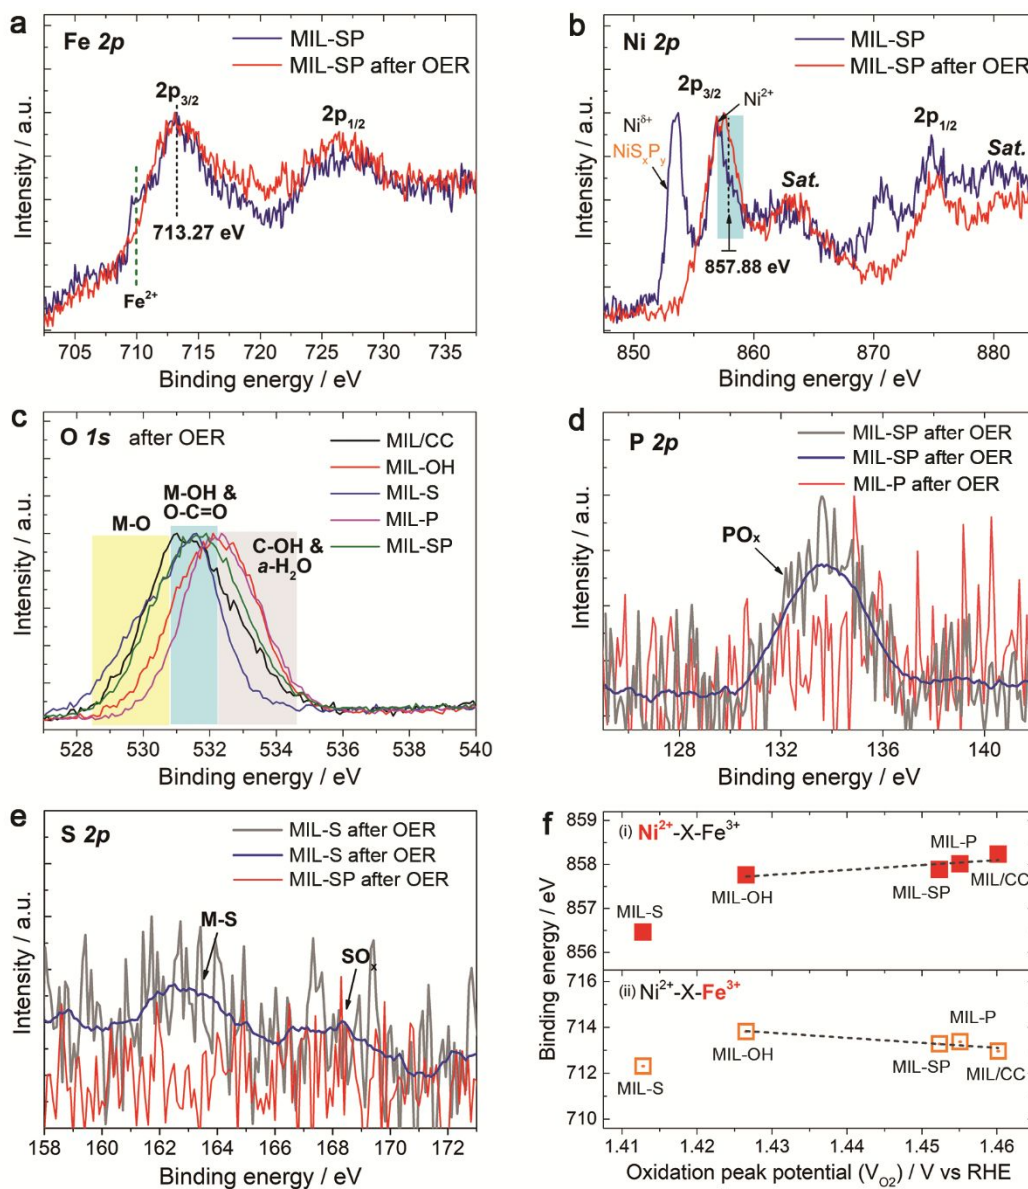 a
Fe 2p
MIL-SP
MIL-SP after OER
2p3/2
2p1/2
713.27 eV
Fe2+
Intensity / a.u.
705 710 715 720 725 730 735
Binding energy / eV
b
Ni 2p
MIL-SP
MIL-SP after OER
2p3/2
Ni2+
Niδ+
NiSxPy
2p1/2
Sat.
Sat.
857.88 eV
Intensity / a.u.
850 860 870 880
Binding energy / eV
c
O 1s after OER
MIL/CC
MIL-OH
MIL-S
MIL-P
MIL-SP
M-OH &
O-C=O
M-O
C-OH &
a-H2O
Intensity / a.u.
528 530 532 534 536 538 540
Binding energy / eV
d
P 2p
MIL-SP after OER
MIL-SP after OER
MIL-P after OER
POx
Intensity / a.u.
128 132 136 140
Binding energy / eV
e
S 2p
MIL-S after OER
MIL-S after OER
MIL-SP after OER
M-S
SOx
Intensity / a.u.
158 160 162 164 166 168 170 172
Binding energy / eV
f
(i) Ni2+-X-Fe3+
MIL-P
MIL-S
MIL-OH
MIL-SP
MIL/CC
859
858
857
856
(ii) Ni2+-X-Fe3+
MIL-P
MIL-S
MIL-OH
MIL-SP
MIL/CC
716
714
712
710
Binding energy / eV
1.41 1.42 1.43 1.44 1.45 1.46
Oxidation peak potential (VO2) / V vs RHE